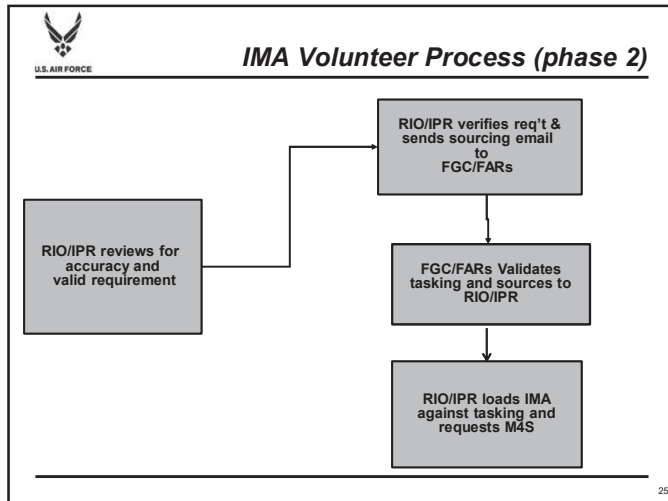 U.S. AIR FORCE
IMA Volunteer Process (phase 2)
RIO/IPR reviews for
accuracy and
valid requirement
RIO/IPR verifies req't &
sends sourcing email
to
FGC/FARs
FGC/FARs Validates
tasking and sources to
RIO/IPR
RIO/IPR loads IMA
against tasking and
requests M4S
25